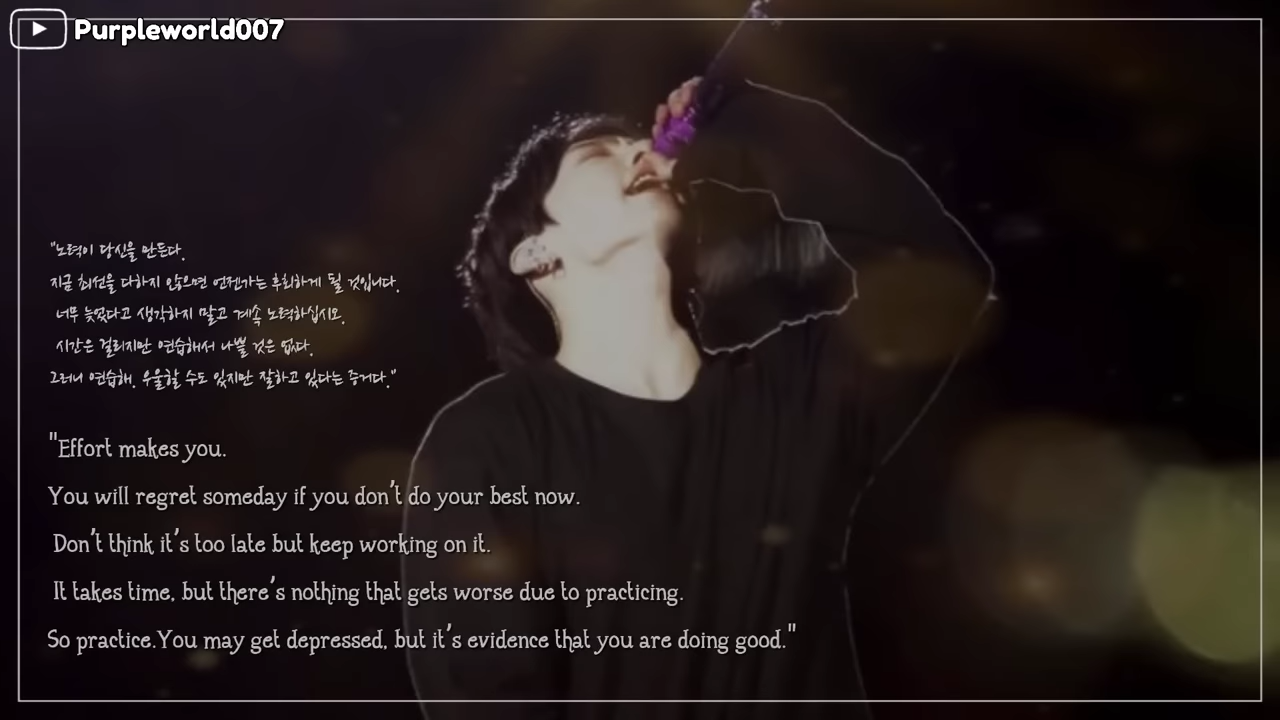 Purpleworld007
"노력이 당신을 만든다.
지금 최선을 다하지 않으면 언젠가는 후회하게 될 것입니다.
너무 늦었다고 생각하지 말고 계속 노력하십시오.
시간은 걸리지만 연습해서 나쁠 것은 없다.
그러니 연습해. 우울할 수도 있지만 잘하고 있다는 증거다."
"Effort makes you.
You will regret someday if you don't do your best now.
Don't think it's too late but keep working on it.
It takes time, but there's nothing that gets worse due to practicing.
So practice.You may get depressed, but it's evidence that you are doing good."